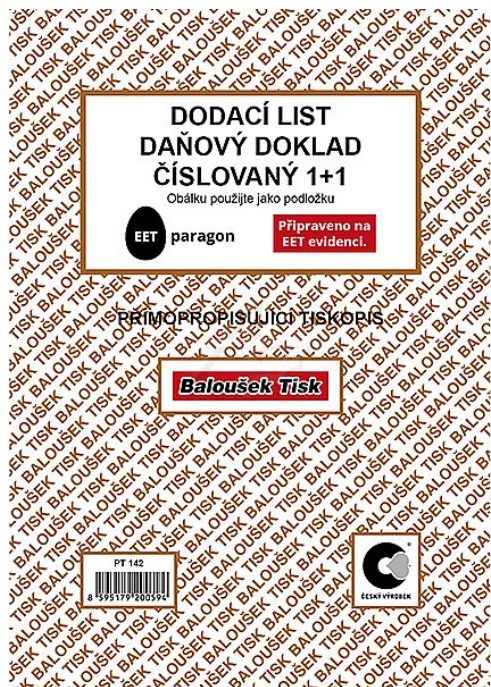 DODACÍ LIST
DAŇOVÝ DOKLAD
ČÍSLOVANÝ 1+1
Obálku použijte jako podložku
EET paragon
Připraveno na
EET evidenci.
PŘÍMOPROPISUJÍCÍ TISKOPIS
Baloušek Tisk
PT 142
8 595179 200594
ČESKÝ VÝROBEK